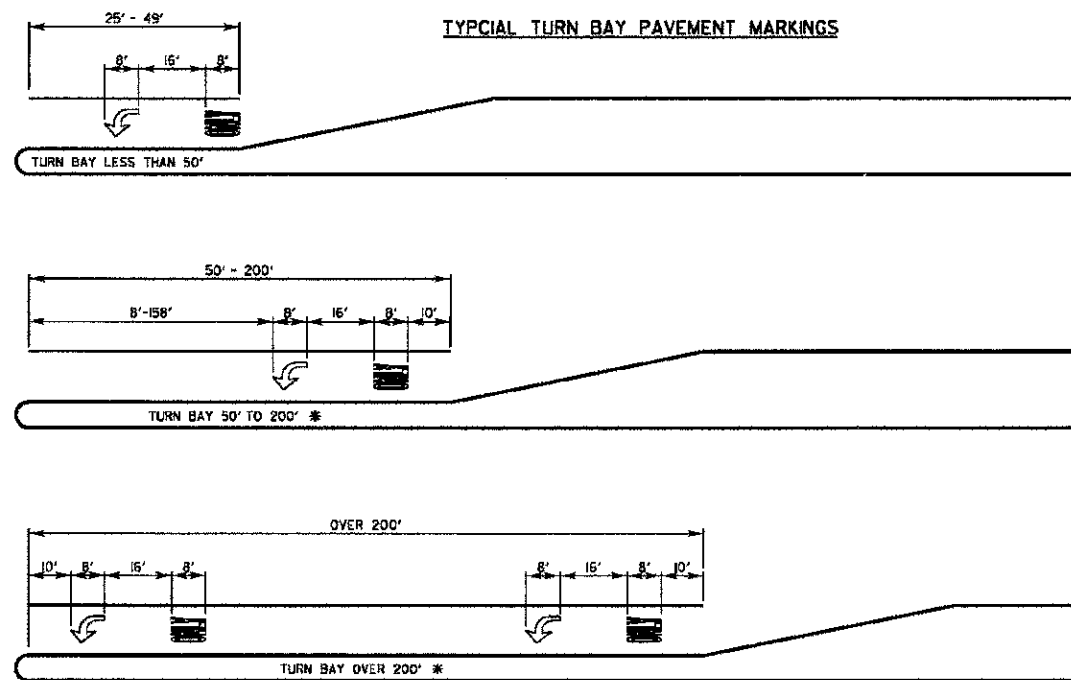 TYPCIAL TURN BAY PAVEMENT MARKINGS
25' - 49'
8' 16' 8'
TURN BAY LESS THAN 50'
50' - 200'
8'-158' 8' 16' 8' 10'
TURN BAY 50' TO 200' *
OVER 200'
10' 8' 16' 8' 8' 16' 8' 10'
TURN BAY OVER 200' *